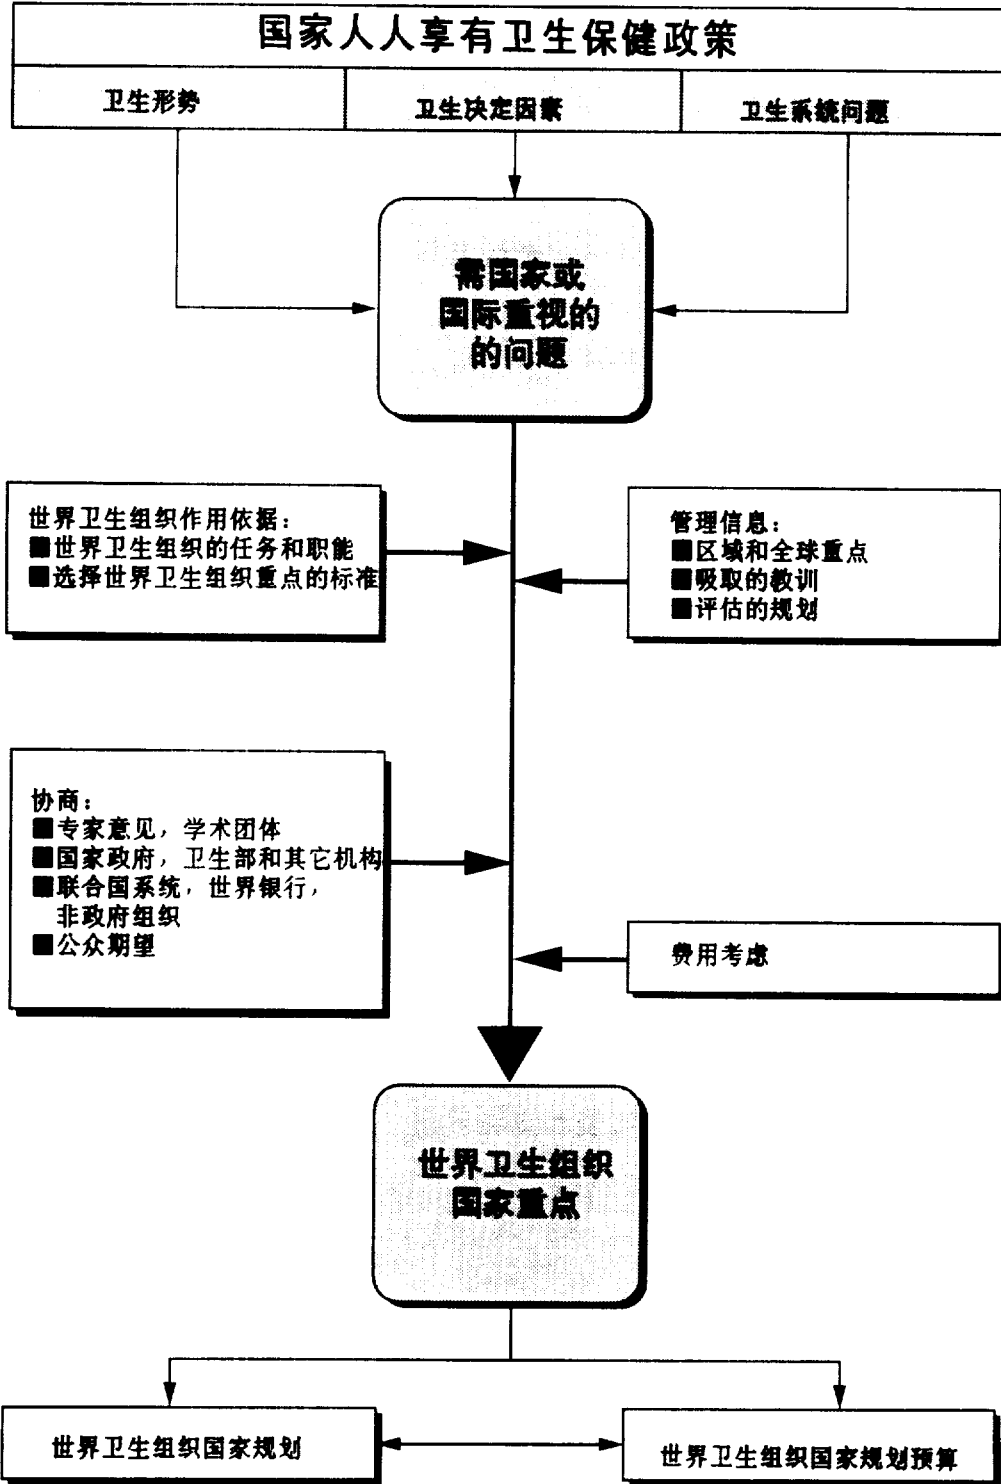 国家人人享有卫生保健政策
卫生形势
卫生决定因素
卫生系统问题
需国家或
国际重视的
的问题
世界卫生组织作用依据：
■世界卫生组织的任务和职能
■选择世界卫生组织重点的标准
管理信息：
■区域和全球重点
■吸取的教训
■评估的规划
协商：
■专家意见，学术团体
■国家政府，卫生部和其它机构
■联合国系统，世界银行，
非政府组织
■公众期望
费用考虑
世界卫生组织
国家重点
世界卫生组织国家规划
世界卫生组织国家规划预算